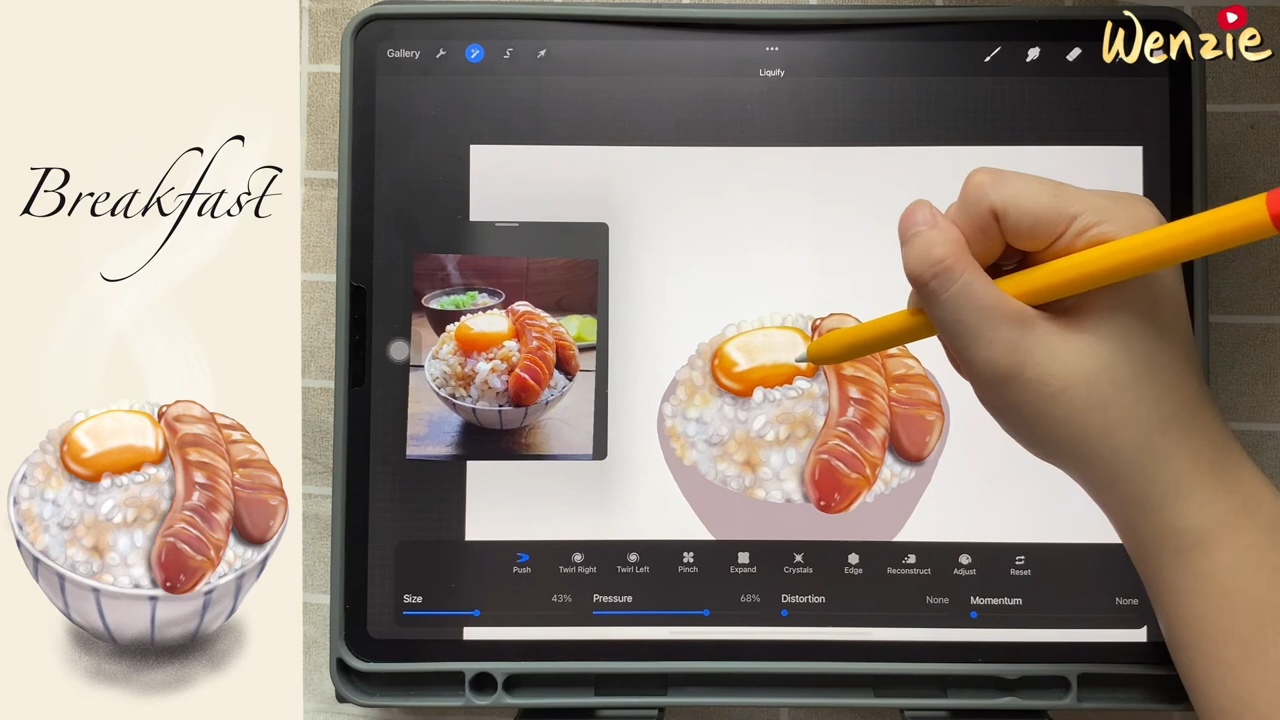 Wenzie
Gallery
Liquify
Breakfast
Push
Twirl Right
Twirl Left
Pinch
Expand
Crystals
Edge
Reconstruct
Adjust
Reset
Size
43%
Pressure
68%
Distortion
None
Momentum
None